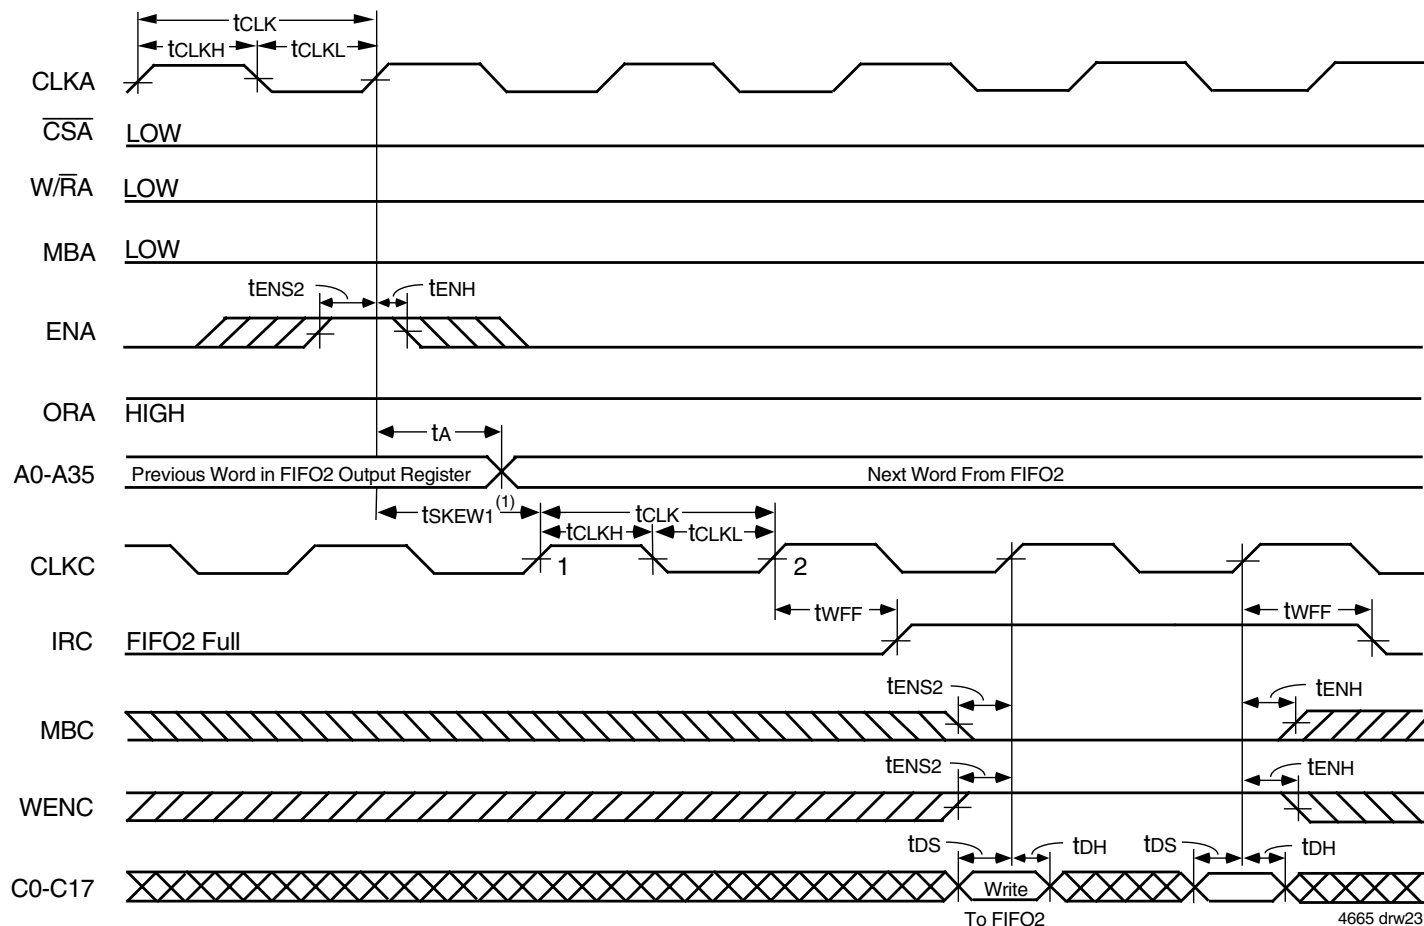 tCLK
tCLKH
tCLKL
CLKA
CSA
LOW
W/RA
LOW
MBA
LOW
tENS2
tENH
ENA
ORA
HIGH
tA
A0-A35
Previous Word in FIFO2 Output Register
Next Word From FIFO2
tSKEW1
(1)
tCLK
tCLKH
tCLKL
CLKC
1
2
tWFF
tWFF
IRC
FIFO2 Full
tENS2
tENH
MBC
tENS2
tENH
WENC
tDS
tDH
tDS
tDH
C0-C17
Write
To FIFO2
4665 drw23